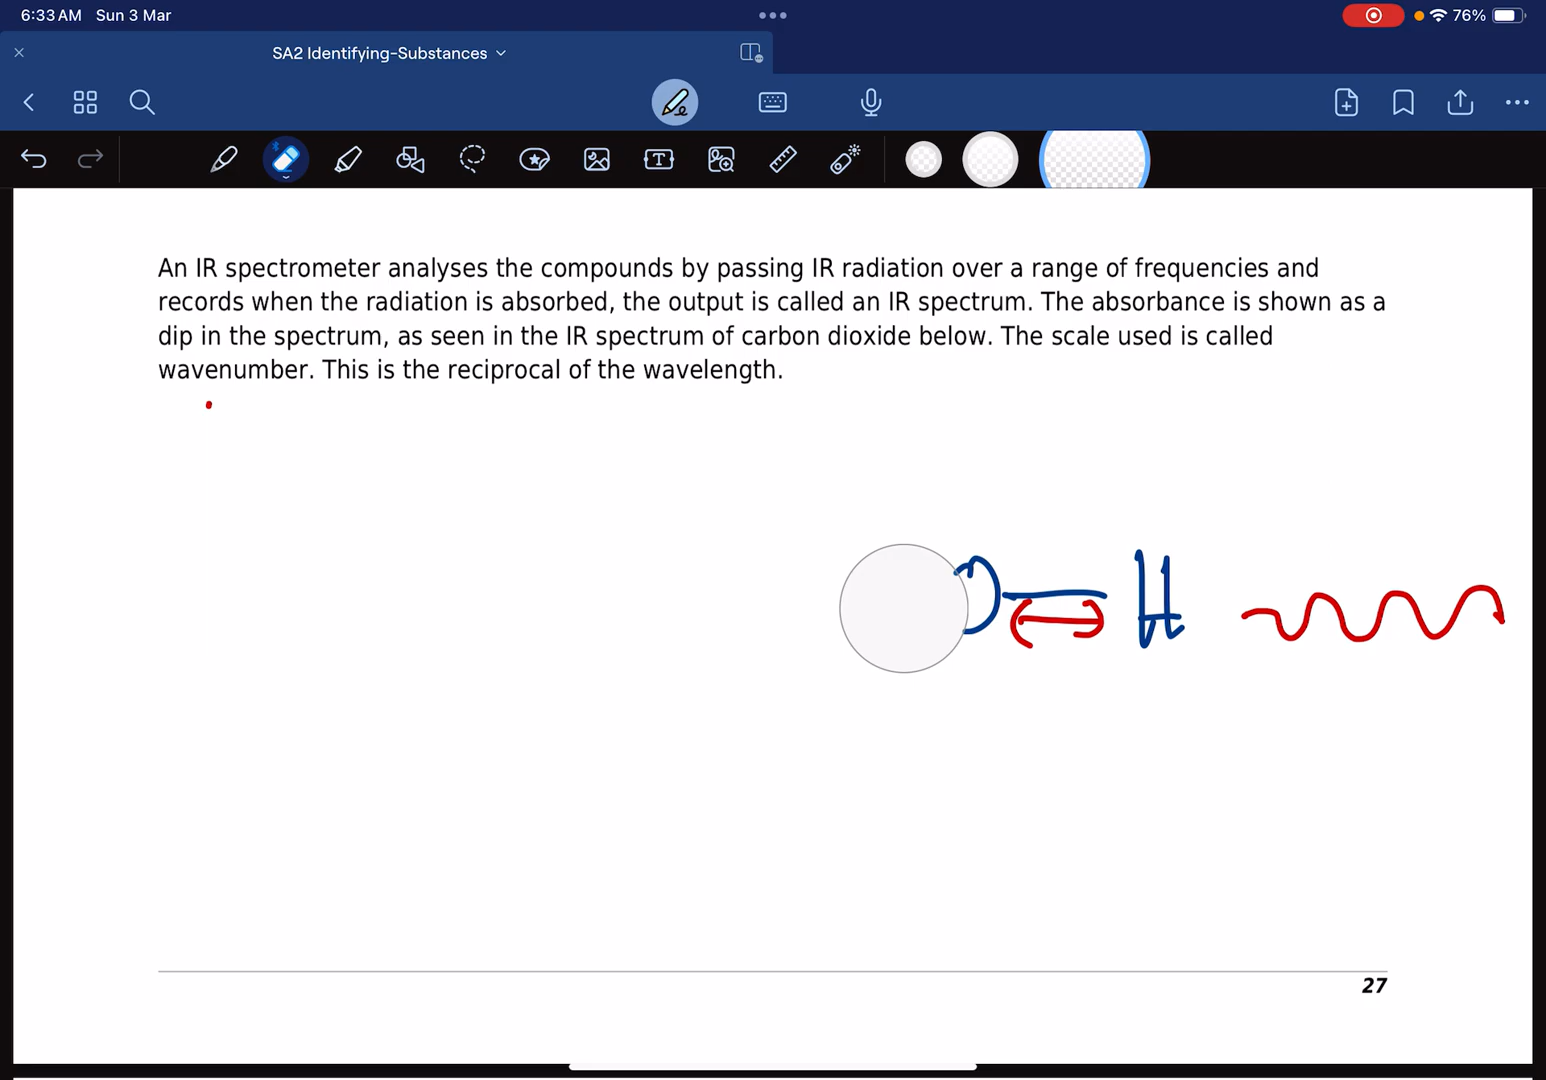 6:33 AM Sun 3 Mar
76%
SA2 Identifying-Substances
An IR spectrometer analyses the compounds by passing IR radiation over a range of frequencies and
records when the radiation is absorbed, the output is called an IR spectrum. The absorbance is shown as a
dip in the spectrum, as seen in the IR spectrum of carbon dioxide below. The scale used is called
wavenumber. This is the reciprocal of the wavelength.
H
27